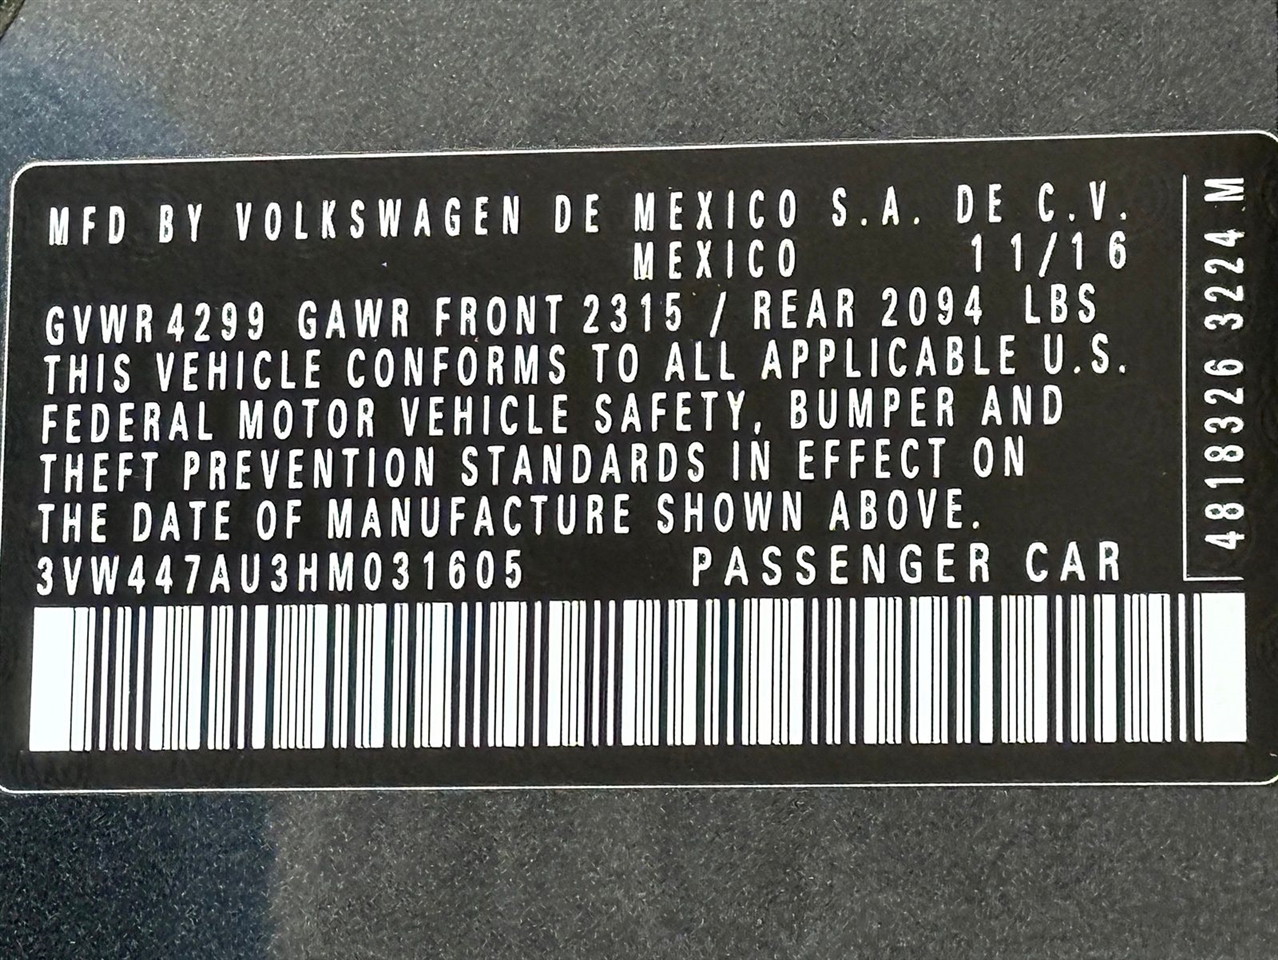 MFD BY VOLKSWAGEN DE MEXICO S.A. DE C.V.
MEXICO 11/16
GVWR 4299 GAWR FRONT 2315 / REAR 2094 LBS
THIS VEHICLE CONFORMS TO ALL APPLICABLE U.S.
FEDERAL MOTOR VEHICLE SAFETY, BUMPER AND
THEFT PREVENTION STANDARDS IN EFFECT ON
THE DATE OF MANUFACTURE SHOWN ABOVE.
3VW447AU3HM031605 PASSENGER CAR
4818326 3224 M